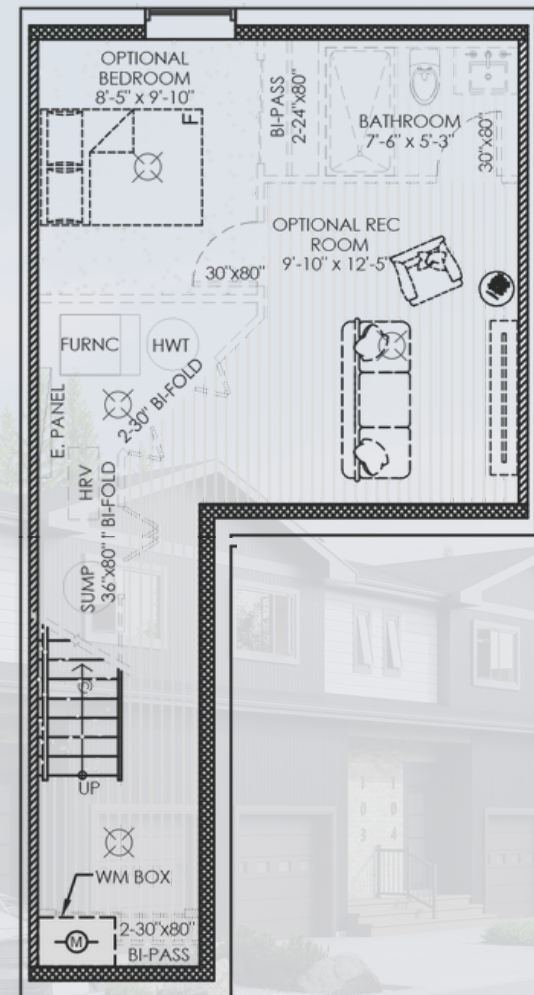 OPTIONAL
BEDROOM
8'-5" x 9'-10"
F
BI-PASS
2-24"x80"
BATHROOM
7'-6" x 5'-3"
30"x80"
OPTIONAL REC
ROOM
9'-10" x 12'-5"
30"x80"
FURNC
HWT
2-30" BI-FOLD
E. PANEL
HRV
36"x80" 1 BI-FOLD
SUMP
UP
WM BOX
M
2-30"x80"
BI-PASS
1
0
3
4